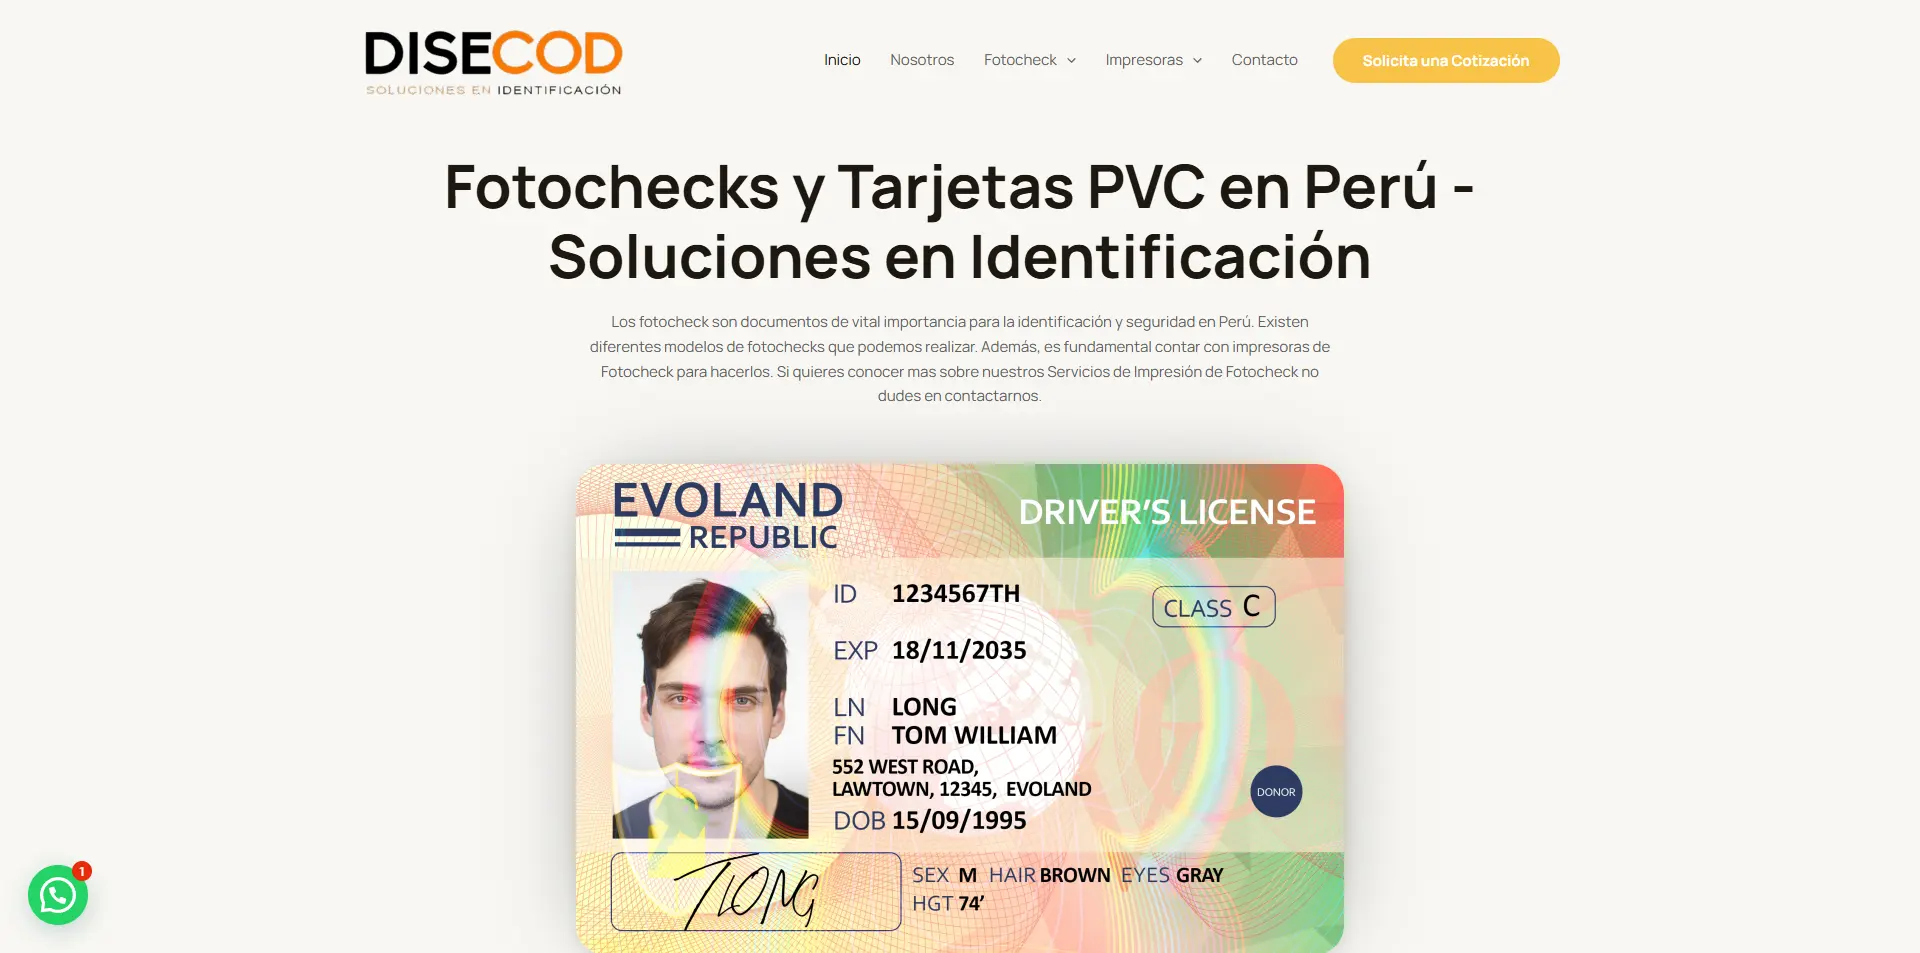 DISECOD
SOLUCIONES EN IDENTIFICACIÓN
Inicio
Nosotros
Fotocheck
Impresoras
Contacto
Solicita una Cotización
Fotochecks y Tarjetas PVC en Perú -
Soluciones en Identificación
Los fotocheck son documentos de vital importancia para la identificación y seguridad en Perú. Existen
diferentes modelos de fotochecks que podemos realizar. Además, es fundamental contar con impresoras de
Fotocheck para hacerlos. Si quieres conocer mas sobre nuestros Servicios de Impresión de Fotocheck no
dudes en contactarnos.
EVOLAND
REPUBLIC
DRIVER'S LICENSE
ID 1234567TH
CLASS C
EXP 18/11/2035
LN LONG
FN TOM WILLIAM
552 WEST ROAD,
LAWTOWN, 12345, EVOLAND
DONOR
DOB 15/09/1995
TLONG
SEX M HAIR BROWN EYES GRAY
HGT 74'
1